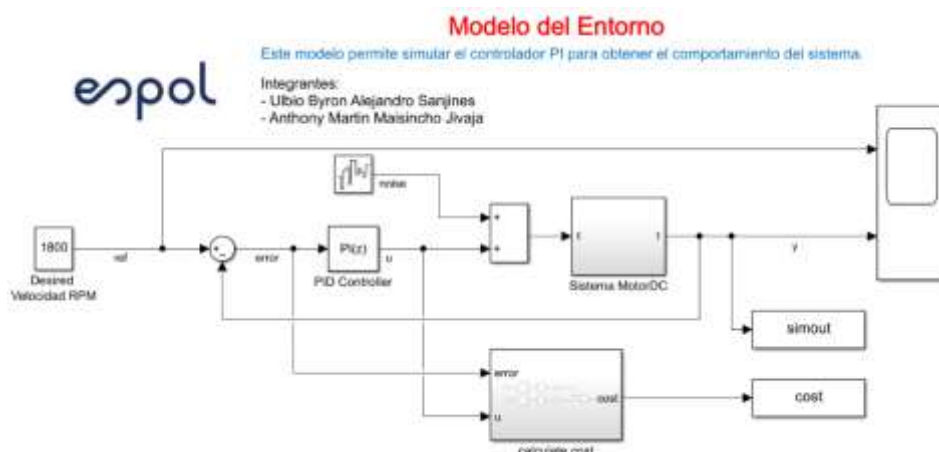 Modelo del Entorno
Este modelo permite simular el controlador PI para obtener el comportamiento del sistema.
espol
Integrantes:
- Ulbio Byron Alejandro Sanjines
- Anthony Martin Maisincho Jivaja
noise
+
1800
ref
+
-
error
PI(z)
u
+
t
t
y
Desired
Velocidad RPM
PID Controller
Sistema MotorDC
simout
error
cost
cost
u
calculate cost